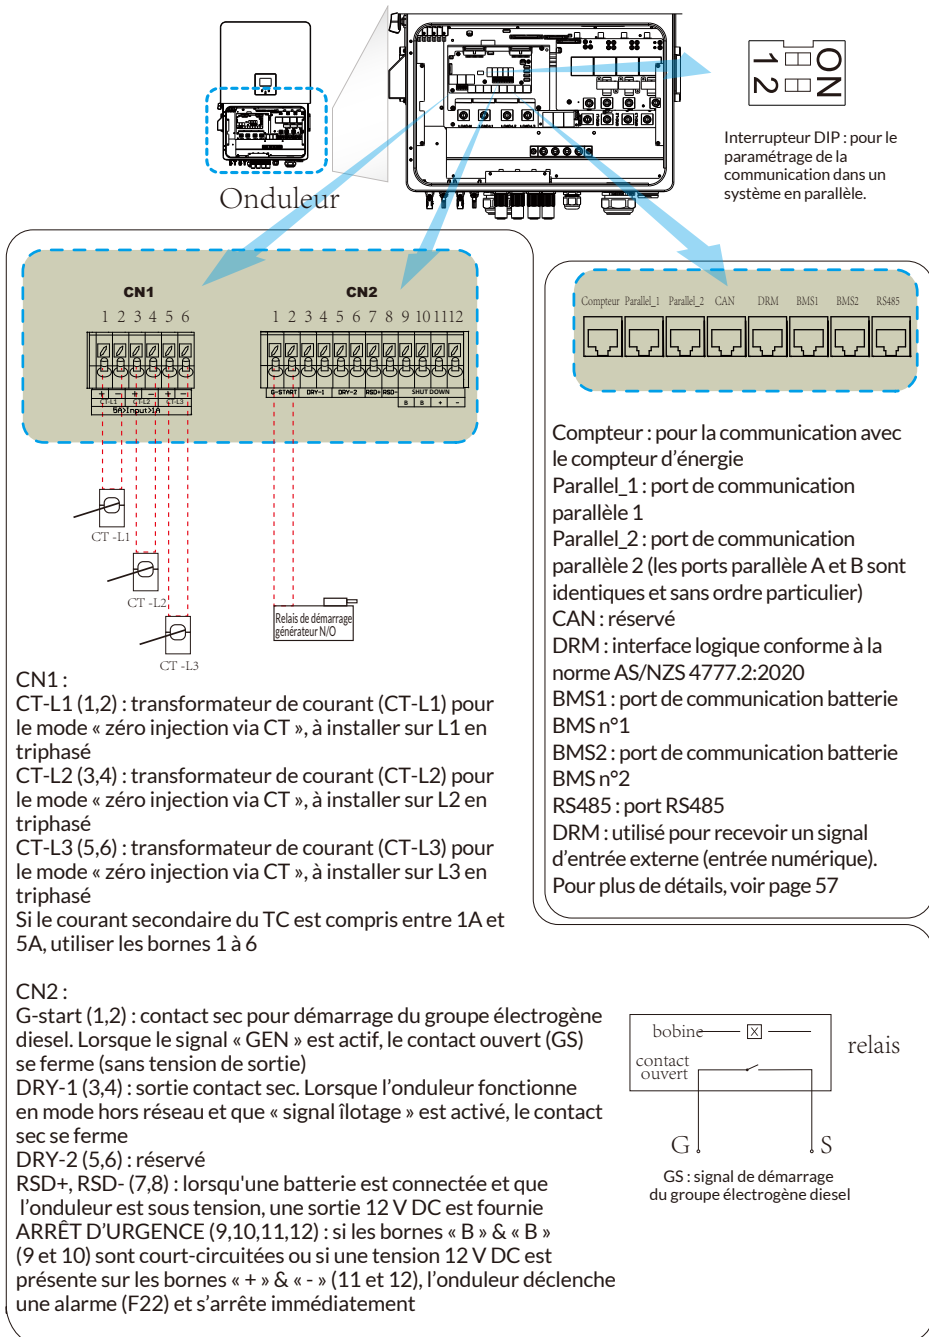 ON
1 2
Interrupteur DIP : pour le
paramétrage de la
communication dans un
système en parallèle.
Onduleur
CN1
1 2 3 4 5 6
+ - + - + -
CT-L1 CT-L2 CT-L3
5A>Input>1A
CT -L1
CT -L2
CT -L3
CN2
1 2 3 4 5 6 7 8 9 10 11 12
G-START DRY-1 DRY-2 RSD+ RSD- SHUT DOWN
B B + -
Relais de démarrage
générateur N/O
Compteur Parallel_1 Parallel_2 CAN DRM BMS1 BMS2 RS485
Compteur : pour la communication avec
le compteur d’énergie
Parallel_1 : port de communication
parallèle 1
Parallel_2 : port de communication
parallèle 2 (les ports parallèle A et B sont
identiques et sans ordre particulier)
CAN : réservé
DRM : interface logique conforme à la
norme AS/NZS 4777.2:2020
BMS1 : port de communication batterie
BMS n°1
BMS2 : port de communication batterie
BMS n°2
RS485 : port RS485
DRM : utilisé pour recevoir un signal
d’entrée externe (entrée numérique).
Pour plus de détails, voir page 57
CN1 :
CT-L1 (1,2) : transformateur de courant (CT-L1) pour
le mode « zéro injection via CT », à installer sur L1 en
triphasé
CT-L2 (3,4) : transformateur de courant (CT-L2) pour
le mode « zéro injection via CT », à installer sur L2 en
triphasé
CT-L3 (5,6) : transformateur de courant (CT-L3) pour
le mode « zéro injection via CT », à installer sur L3 en
triphasé
Si le courant secondaire du TC est compris entre 1A et
5A, utiliser les bornes 1 à 6
CN2 :
G-start (1,2) : contact sec pour démarrage du groupe électrogène
diesel. Lorsque le signal « GEN » est actif, le contact ouvert (GS)
se ferme (sans tension de sortie)
DRY-1 (3,4) : sortie contact sec. Lorsque l’onduleur fonctionne
en mode hors réseau et que « signal îlotage » est activé, le contact
sec se ferme
DRY-2 (5,6) : réservé
RSD+, RSD- (7,8) : lorsqu'une batterie est connectée et que
l’onduleur est sous tension, une sortie 12 V DC est fournie
ARRÊT D’URGENCE (9,10,11,12) : si les bornes « B » & « B »
(9 et 10) sont court-circuitées ou si une tension 12 V DC est
présente sur les bornes « + » & « - » (11 et 12), l’onduleur déclenche
une alarme (F22) et s’arrête immédiatement
bobine
contact
ouvert
relais
G S
GS : signal de démarrage
du groupe électrogène diesel